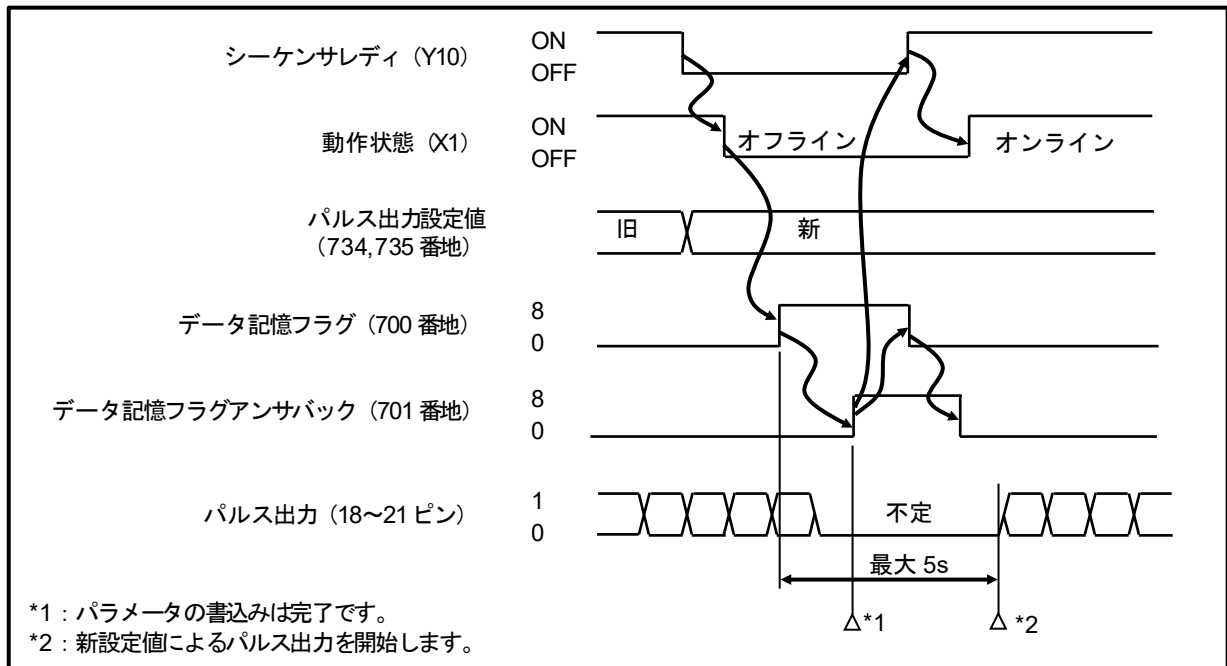 シーケンサレディ（Y10）
ON
OFF
動作状態（X1）
ON
OFF
オフライン
オンライン
パルス出力設定値
（734,735 番地）
旧
新
データ記憶フラグ（700 番地）
8
0
データ記憶フラグアンサバック（701 番地）
8
0
パルス出力（18～21 ピン）
1
0
不定
最大 5s
*1：パラメータの書込みは完了です。
△*1
△ *2
*2：新設定値によるパルス出力を開始します。